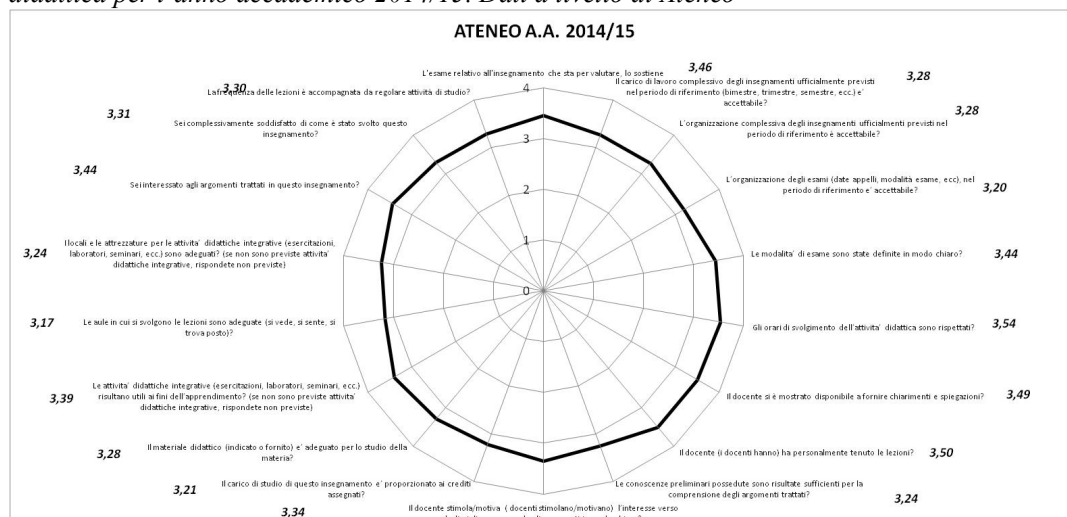 didattica per l'anno accademico 2014/15. Dati a livello di Ateneo
ATENEO A.A. 2014/15
L'esame relativo all'insegnamento che sta per valutare, lo sostiene
3,46
Il carico di lavoro complessivo degli insegnamenti ufficialmente previsti
nel periodo di riferimento (bimestre, trimestre, semestre, ecc.) e'
accettabile?
3,28
L'organizzazione complessiva degli insegnamenti ufficialmente previsti nel
periodo di riferimento è accettabile?
3,28
L'organizzazione degli esami (date appelli, modalità esame, ecc), nel
periodo di riferimento e' accettabile?
3,20
Le modalita' di esame sono state definite in modo chiaro?
3,44
Gli orari di svolgimento dell'attivita' didattica sono rispettati?
3,54
Il docente si è mostrato disponibile a fornire chiarimenti e spiegazioni?
3,49
Il docente (i docenti hanno) ha personalmente tenuto le lezioni?
3,50
Le conoscenze preliminari possedute sono risultate sufficienti per la
comprensione degli argomenti trattati?
3,24
Il docente stimola/motiva ( docenti stimolano/motivano) l'interesse verso
3,34
Il carico di studio di questo insegnamento e' proporzionato ai crediti
assegnati?
3,21
Il materiale didattico (indicato o fornito) e' adeguato per lo studio della
materia?
3,28
Le attivita' didattiche integrative (esercitazioni, laboratori, seminari, ecc.)
risultano utili ai fini dell'apprendimento? (se non sono previste attivita'
didattiche integrative, rispondete non previste)
3,39
Le aule in cui si svolgono le lezioni sono adeguate (si vede, si sente, si
trova posto)?
3,17
I locali e le attrezzature per le attivita' didattiche integrative (esercitazioni,
laboratori, seminari, ecc.) sono adeguati? (se non sono previste attivita'
didattiche integrative, rispondete non previste)
3,24
Sei interessato agli argomenti trattati in questo insegnamento?
3,44
Sei complessivamente soddisfatto di come è stato svolto questo
insegnamento?
3,31
La frequenza delle lezioni è accompagnata da regolare attività di studio?
3,30
4
3
2
1
0